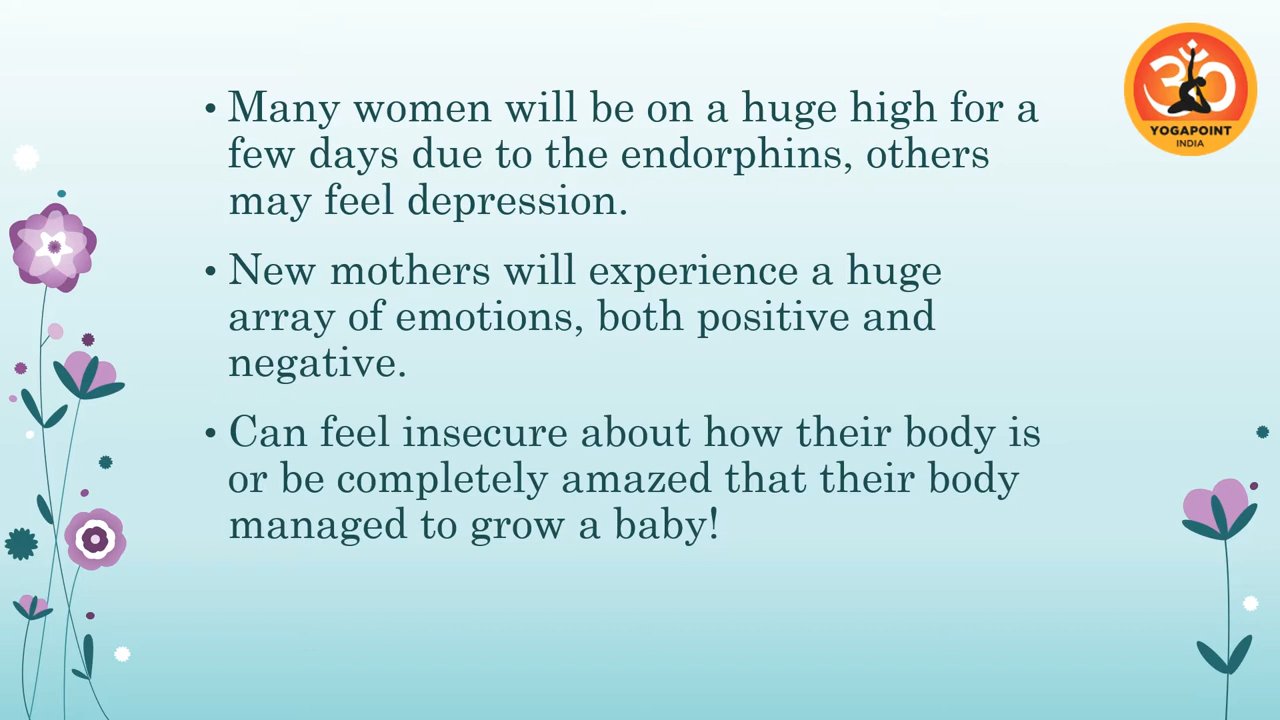 • Many women will be on a huge high for a
few days due to the endorphins, others
may feel depression.
• New mothers will experience a huge
array of emotions, both positive and
negative.
• Can feel insecure about how their body is
or be completely amazed that their body
managed to grow a baby!
YOGAPOINT
INDIA